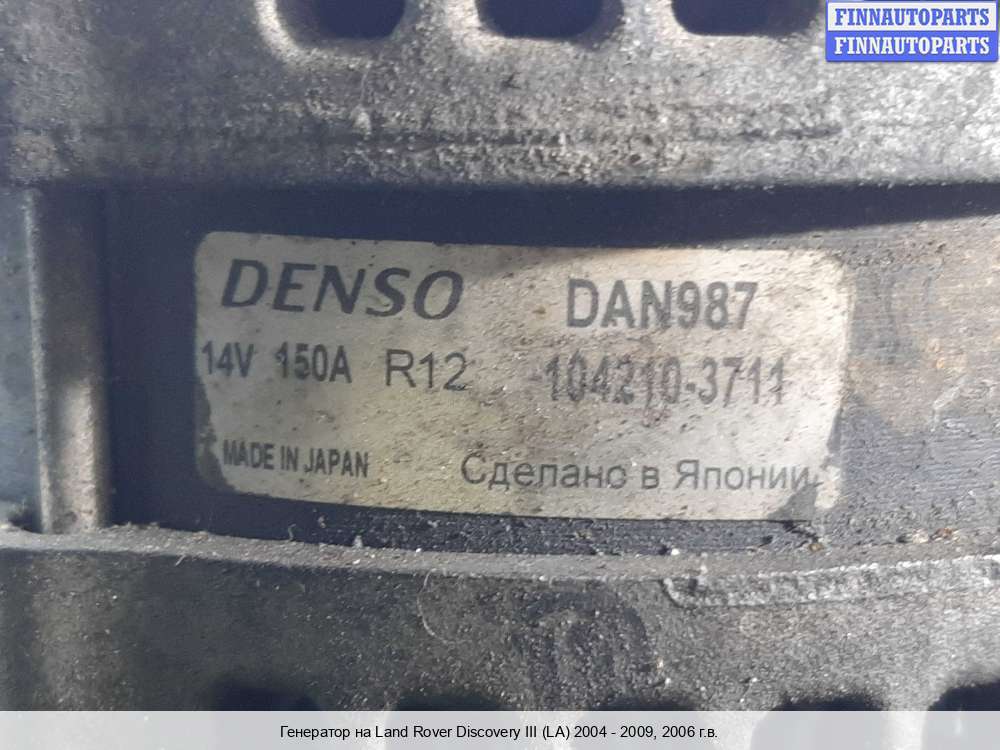 FINNAUTOPARTS
FINNAUTOPARTS
DENSO DAN987
14V 150A R12 104210-3711
MADE IN JAPAN Сделано в Японии
Генератор на Land Rover Discovery III (LA) 2004 - 2009, 2006 г.в.